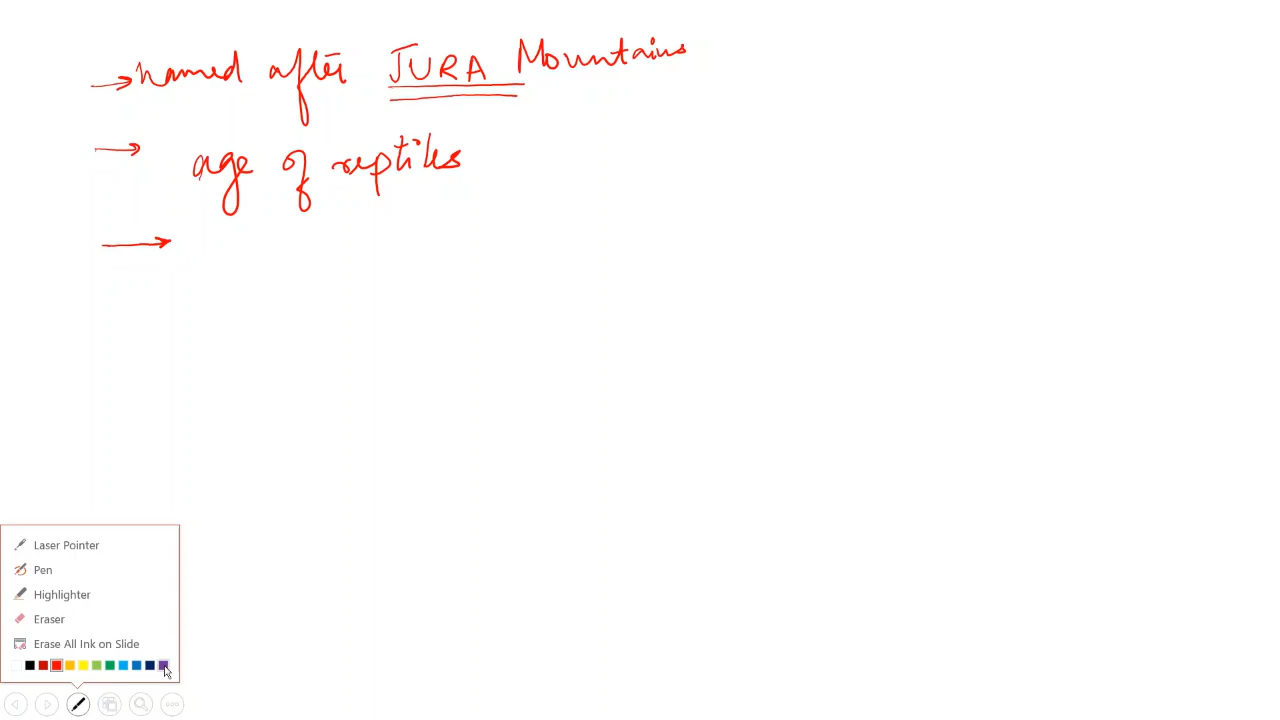 → named after JURA Mountains
→ age of reptiles
→
Laser Pointer
Pen
Highlighter
Eraser
Erase All Ink on Slide